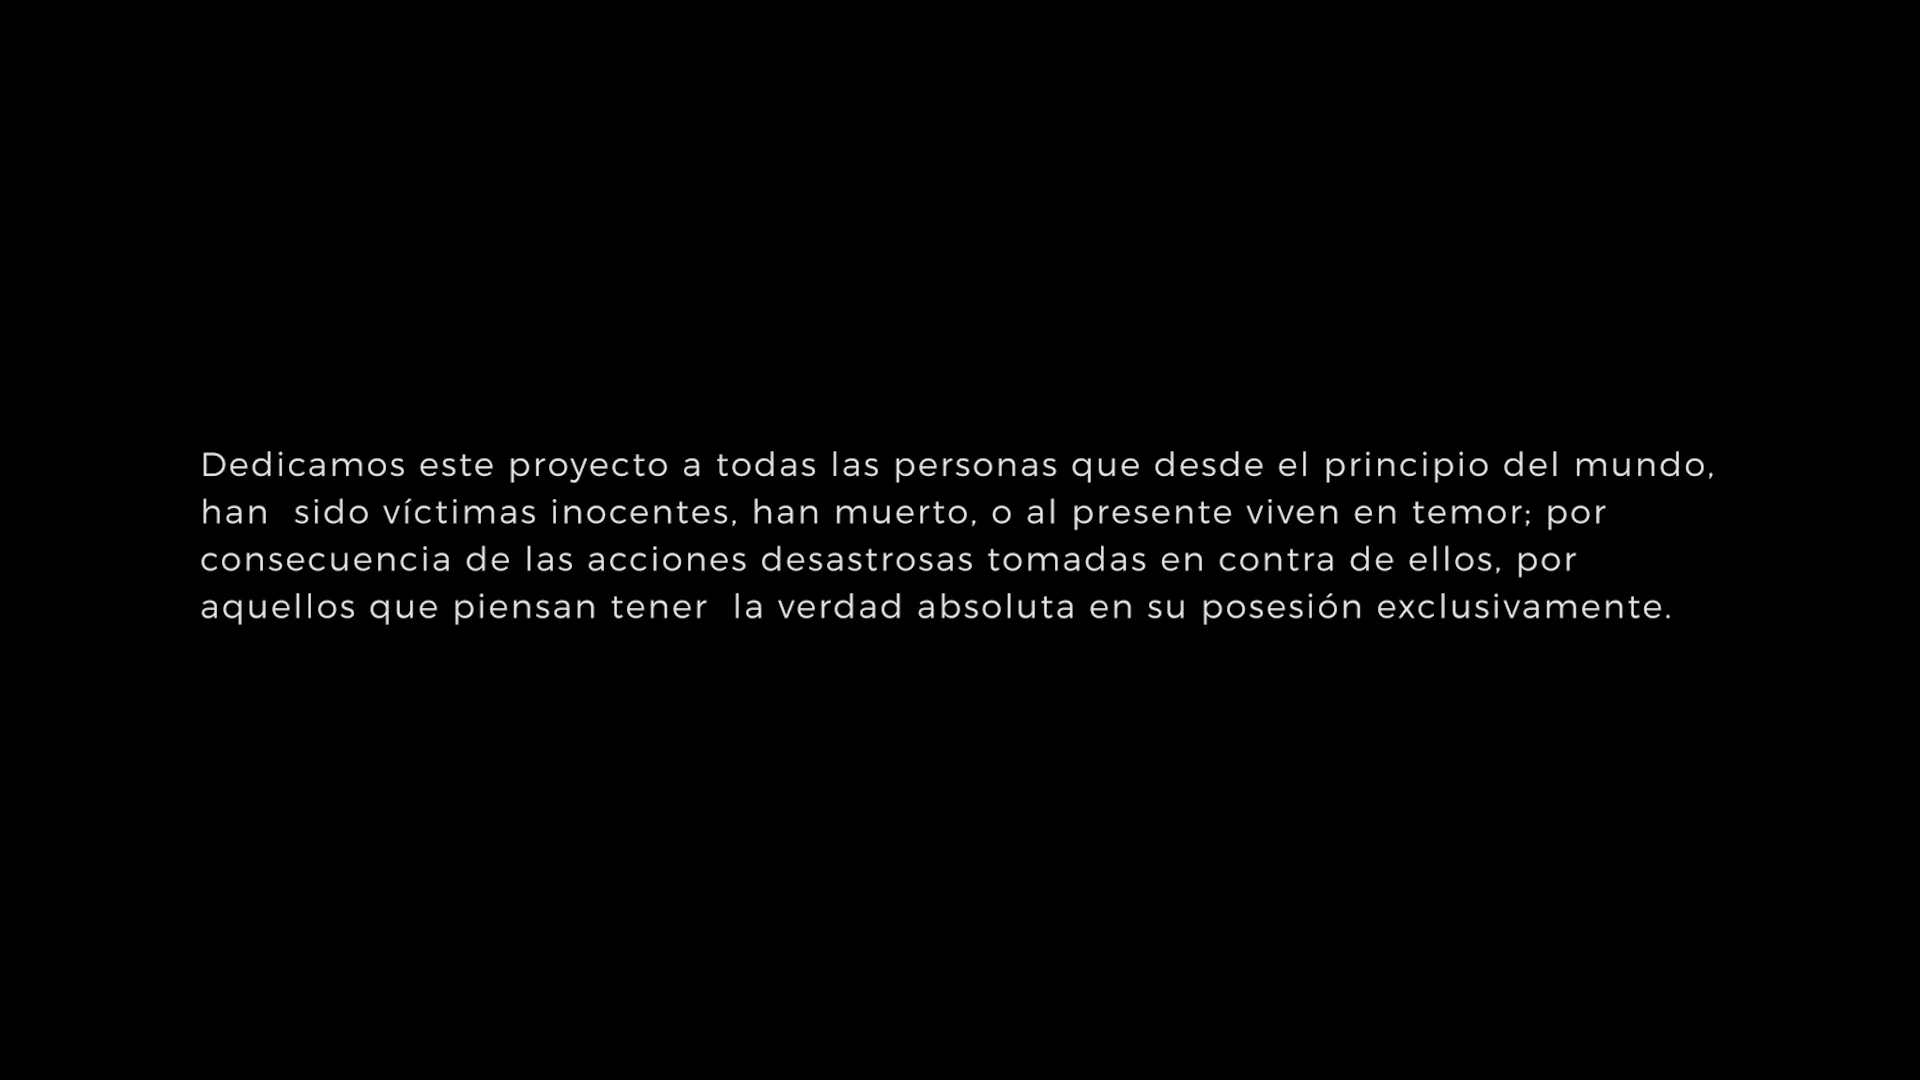 Dedicamos este proyecto a todas las personas que desde el principio del mundo,
han  sido víctimas inocentes, han muerto, o al presente viven en temor; por
consecuencia de las acciones desastrosas tomadas en contra de ellos, por
aquellos que piensan tener  la verdad absoluta en su posesión exclusivamente.